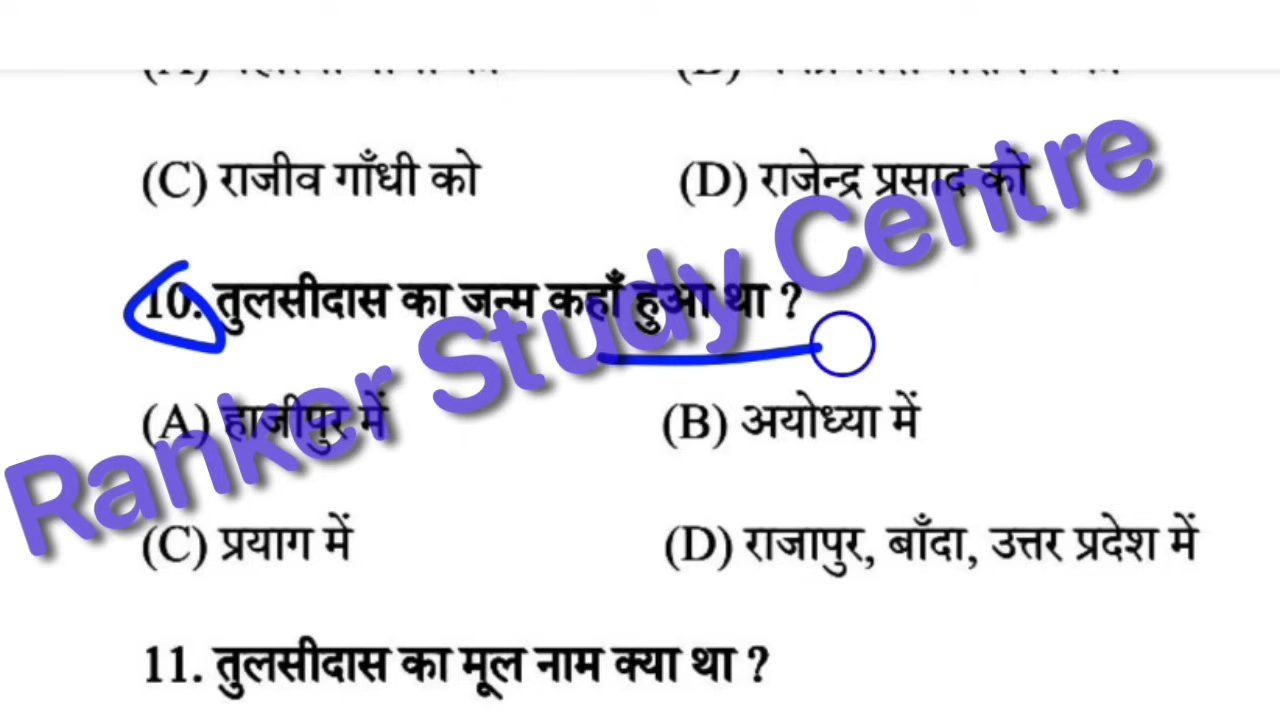 (C) राजीव गाँधी को (D) राजेन्द्र प्रसाद को
10. तुलसीदास का जन्म कहाँ हुआ था ?
Ranker Study Centre
(A) हाजीपुर में (B) अयोध्या में
(C) प्रयाग में (D) राजापुर, बाँदा, उत्तर प्रदेश में
11. तुलसीदास का मूल नाम क्या था ?